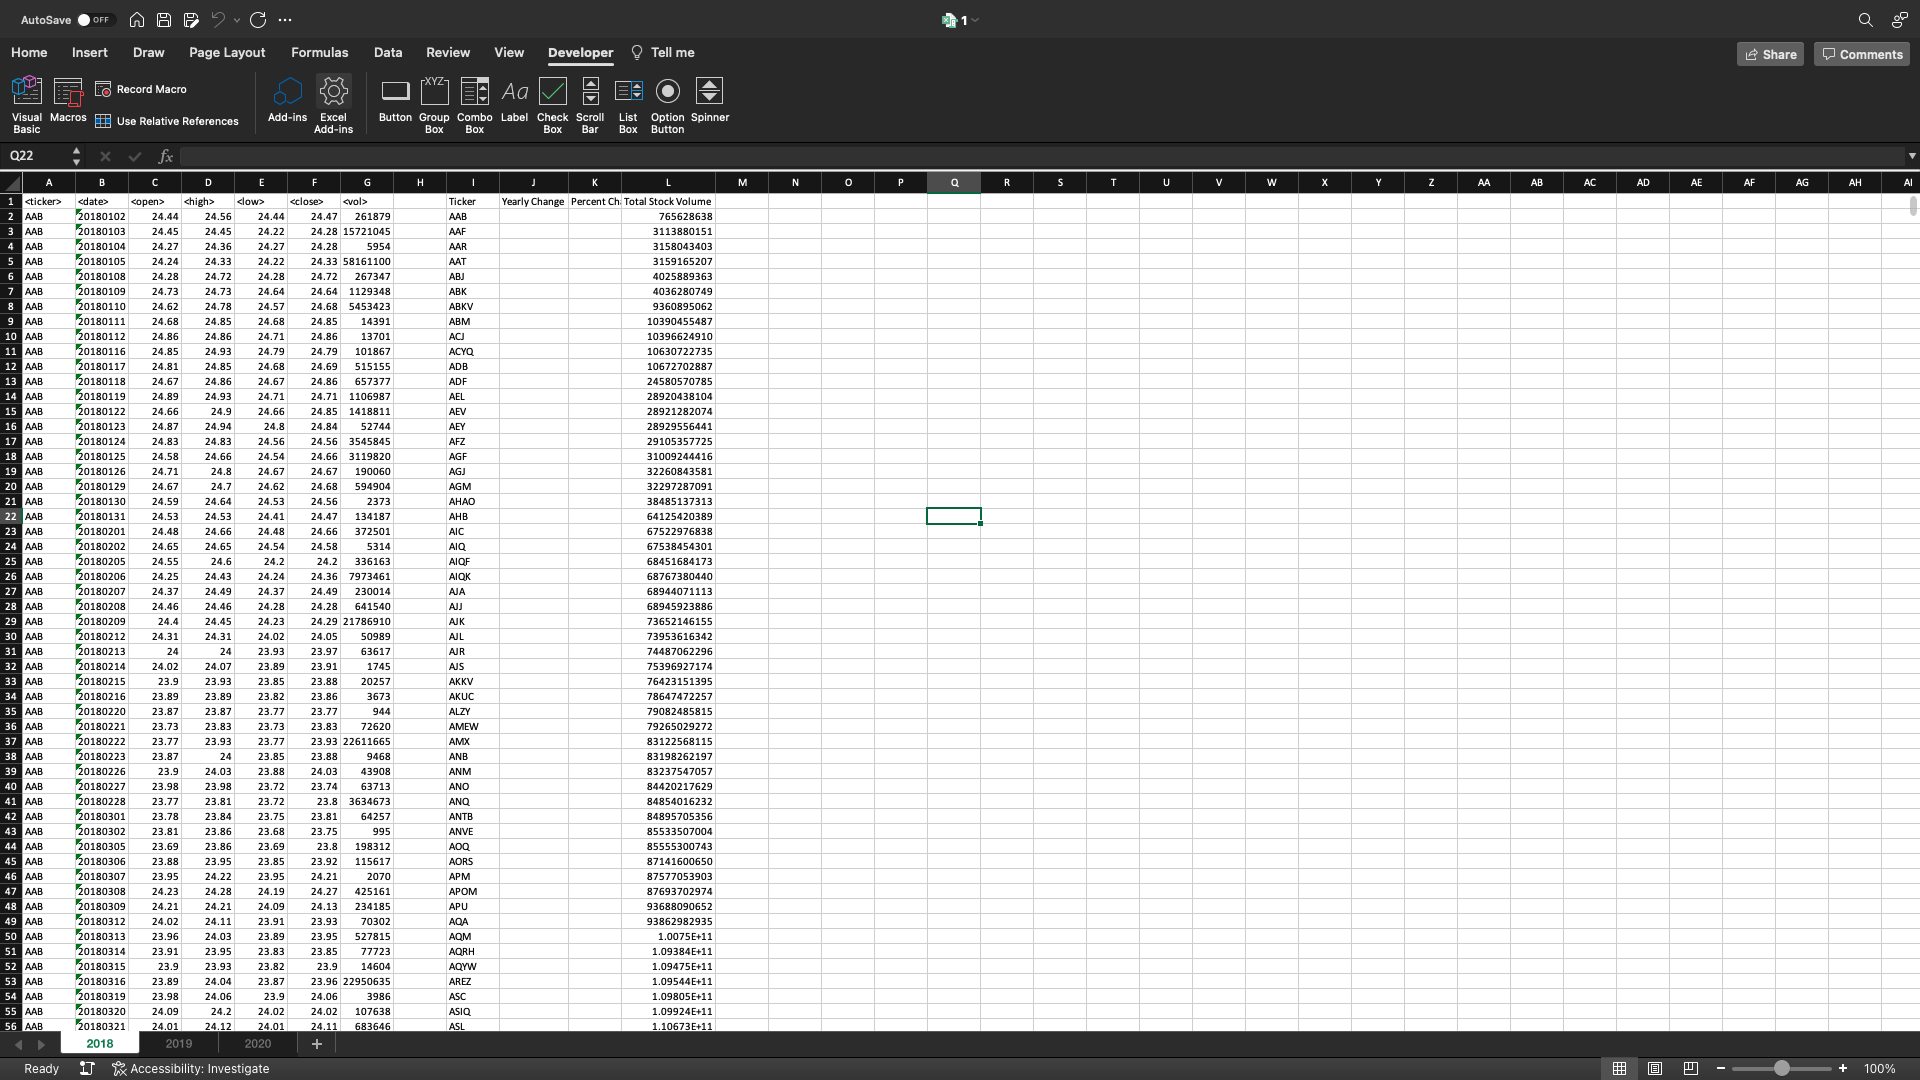 AutoSave OFF 1
Home Insert Draw Page Layout Formulas Data Review View Developer Tell me Share Comments
Visual Basic Macros Record Macro Use Relative References Add-ins Excel Add-ins Button Group Box Combo Box Label Check Box Scroll Bar List Box Option Button Spinner
Q22 fx
A B C D E F G H I J K L M N O P Q R S T U V W X Y Z AA AB AC AD AE AF AG AH AI
1 <ticker> <date> <open> <high> <low> <close> <vol> Ticker Yearly Change Percent Ch Total Stock Volume
2 AAB 20180102 24.44 24.56 24.44 24.47 261879 AAB 765628638
3 AAB 20180103 24.45 24.45 24.22 24.28 15721045 AAF 3113880151
4 AAB 20180104 24.27 24.36 24.27 24.28 5954 AAR 3158043403
5 AAB 20180105 24.24 24.33 24.22 24.33 58161100 AAT 3159165207
6 AAB 20180108 24.28 24.72 24.28 24.72 267347 ABJ 4025889363
7 AAB 20180109 24.73 24.73 24.64 24.64 1129348 ABK 4036280749
8 AAB 20180110 24.62 24.78 24.57 24.68 5453423 ABKV 9360895062
9 AAB 20180111 24.68 24.85 24.68 24.85 14391 ABM 10390455487
10 AAB 20180112 24.86 24.86 24.71 24.86 13701 ACJ 10396624910
11 AAB 20180116 24.85 24.93 24.79 24.79 101867 ACYQ 10630722735
12 AAB 20180117 24.81 24.85 24.68 24.69 515155 ADB 10672702887
13 AAB 20180118 24.67 24.86 24.67 24.86 657377 ADF 24580570785
14 AAB 20180119 24.89 24.93 24.71 24.71 1106987 AEL 28920438104
15 AAB 20180122 24.66 24.9 24.66 24.85 1418811 AEV 28921282074
16 AAB 20180123 24.87 24.94 24.8 24.84 52744 AEY 28929556441
17 AAB 20180124 24.83 24.83 24.56 24.56 3545845 AFZ 29105357725
18 AAB 20180125 24.58 24.66 24.54 24.66 3119820 AGF 31009244416
19 AAB 20180126 24.71 24.8 24.67 24.67 190060 AGJ 32260843581
20 AAB 20180129 24.67 24.7 24.62 24.68 594904 AGM 32297287091
21 AAB 20180130 24.59 24.64 24.53 24.56 2373 AHAO 38485137313
22 AAB 20180131 24.53 24.53 24.41 24.47 134187 AHB 64125420389
23 AAB 20180201 24.48 24.66 24.48 24.66 372501 AIC 67522976838
24 AAB 20180202 24.65 24.65 24.54 24.58 5314 AIQ 67538454301
25 AAB 20180205 24.55 24.6 24.2 24.2 336163 AIQF 68451684173
26 AAB 20180206 24.25 24.43 24.24 24.36 7973461 AIQK 68767380440
27 AAB 20180207 24.37 24.49 24.37 24.49 230014 AJA 68944071113
28 AAB 20180208 24.46 24.46 24.28 24.28 641540 AJJ 68945923886
29 AAB 20180209 24.4 24.45 24.23 24.29 21786910 AJK 73652146155
30 AAB 20180212 24.31 24.31 24.02 24.05 50989 AJL 73953616342
31 AAB 20180213 24 24 23.93 23.97 63617 AJR 74487062296
32 AAB 20180214 24.02 24.07 23.89 23.91 1745 AJS 75396927174
33 AAB 20180215 23.9 23.93 23.85 23.88 20257 AKKV 76423151395
34 AAB 20180216 23.89 23.89 23.82 23.86 3673 AKUC 78647472257
35 AAB 20180220 23.87 23.87 23.77 23.77 944 ALZY 79082485815
36 AAB 20180221 23.73 23.83 23.73 23.83 72620 AMEW 79265029272
37 AAB 20180222 23.77 23.93 23.77 23.93 22611665 AMX 83122568115
38 AAB 20180223 23.87 24 23.85 23.88 9468 ANB 83198262197
39 AAB 20180226 23.9 24.03 23.88 24.03 43908 ANM 83237547057
40 AAB 20180227 23.98 23.98 23.72 23.74 63713 ANO 84420217629
41 AAB 20180228 23.77 23.81 23.72 23.8 3634673 ANQ 84854016232
42 AAB 20180301 23.78 23.84 23.75 23.81 64257 ANTB 84895705356
43 AAB 20180302 23.81 23.86 23.68 23.75 995 ANVE 85533507004
44 AAB 20180305 23.69 23.86 23.69 23.8 198312 AOQ 85555300743
45 AAB 20180306 23.88 23.95 23.85 23.92 115617 AORS 87141600650
46 AAB 20180307 23.95 24.22 23.95 24.21 2070 APM 87577053903
47 AAB 20180308 24.23 24.28 24.19 24.27 425161 APOM 87693702974
48 AAB 20180309 24.21 24.21 24.09 24.13 234185 APU 93688090652
49 AAB 20180312 24.02 24.11 23.91 23.93 70302 AQA 93862982935
50 AAB 20180313 23.96 24.03 23.89 23.95 527815 AQM 1.0075E+11
51 AAB 20180314 23.91 23.95 23.83 23.85 77723 AQRH 1.09384E+11
52 AAB 20180315 23.9 23.93 23.82 23.9 14604 AQYW 1.09475E+11
53 AAB 20180316 23.89 24.04 23.87 23.96 22950635 AREZ 1.09544E+11
54 AAB 20180319 23.98 24.06 23.9 24.06 3986 ASC 1.09805E+11
55 AAB 20180320 24.09 24.2 24.02 24.02 107638 ASIQ 1.09924E+11
56 AAB 20180321 24.01 24.12 24.01 24.11 683646 ASL 1.10673E+11
2018 2019 2020 +
Ready Accessibility: Investigate 100%